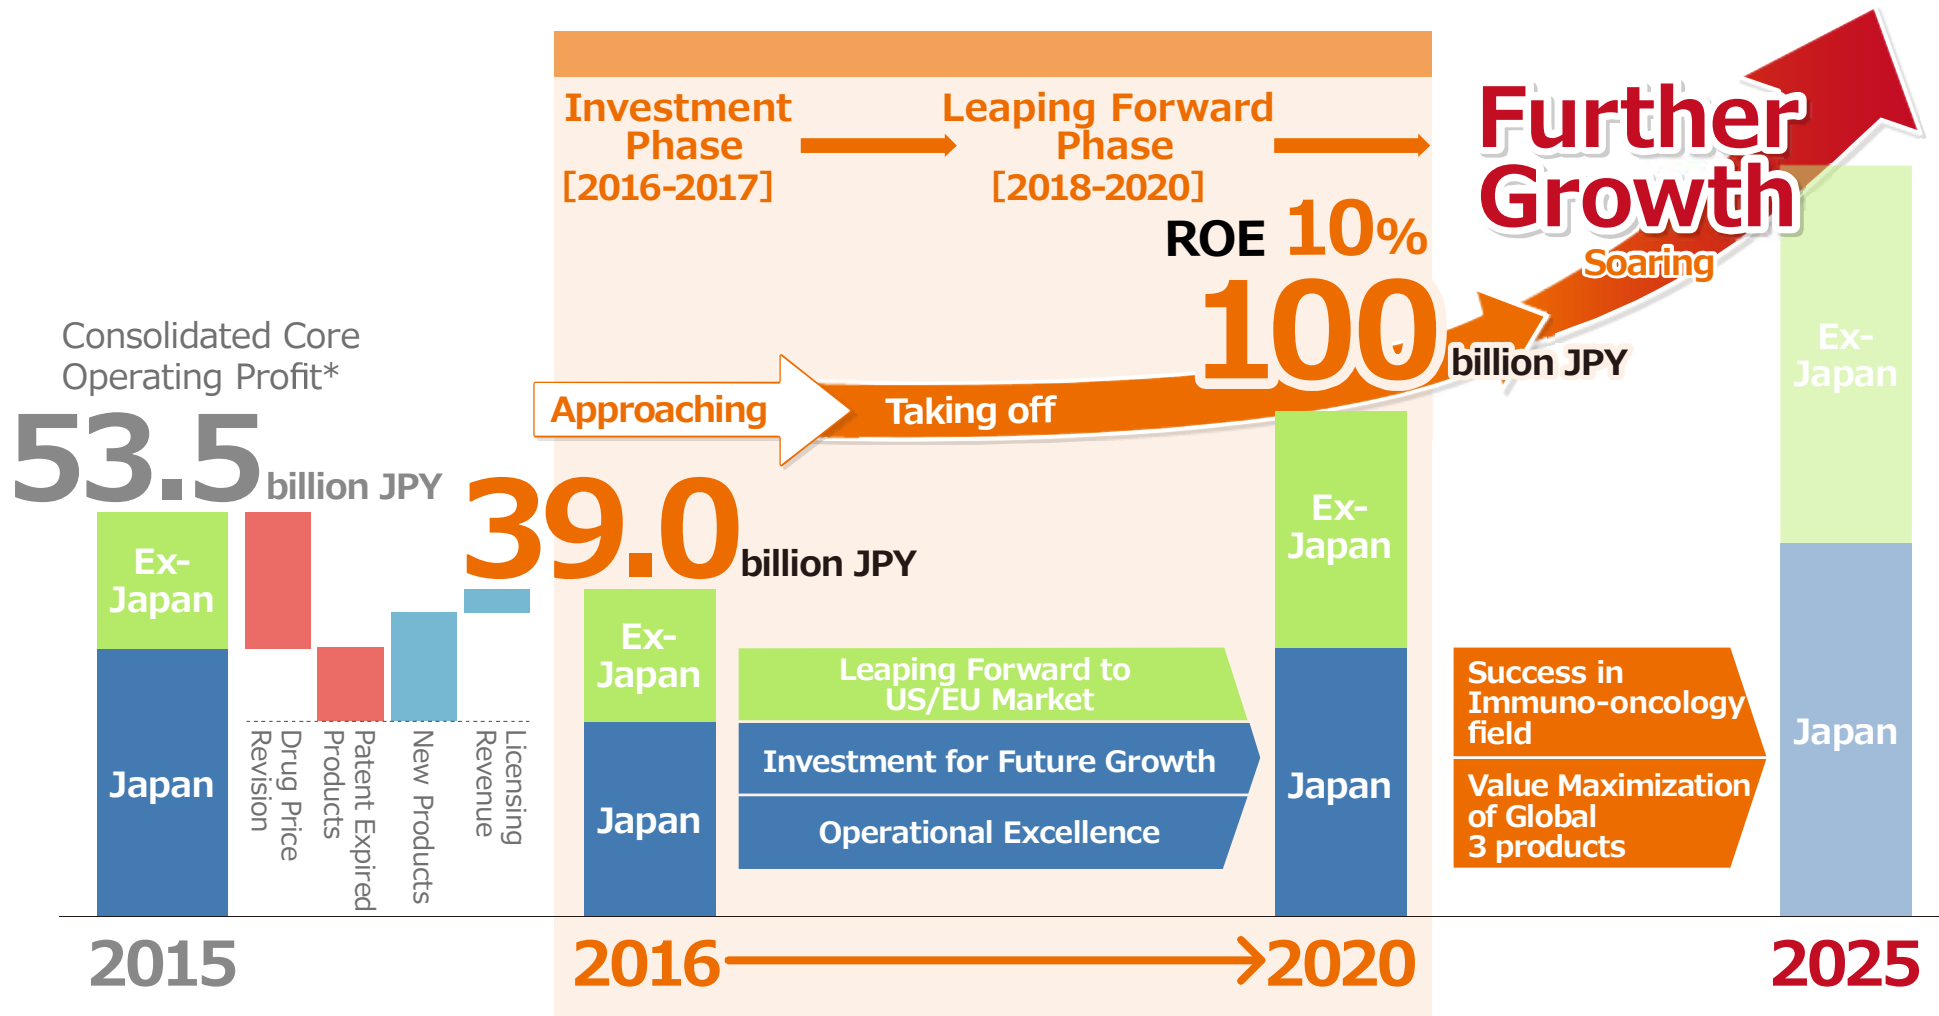 Investment
Phase
[2016-2017]
Leaping Forward
Phase
[2018-2020]
Further
Growth
Soaring
ROE 10%
100
billion JPY
Consolidated Core
Operating Profit*
53.5
billion JPY
Approaching
Taking off
39.0
billion JPY
Ex-
Japan
Japan
Drug Price
Revision
Patent Expired
Products
New Products
Licensing
Revenue
Ex-
Japan
Japan
Leaping Forward to
US/EU Market
Investment for Future Growth
Operational Excellence
Ex-
Japan
Japan
Success in
Immuno-oncology
field
Value Maximization
of Global
3 products
Ex-
Japan
Japan
2015
2016
2020
2025